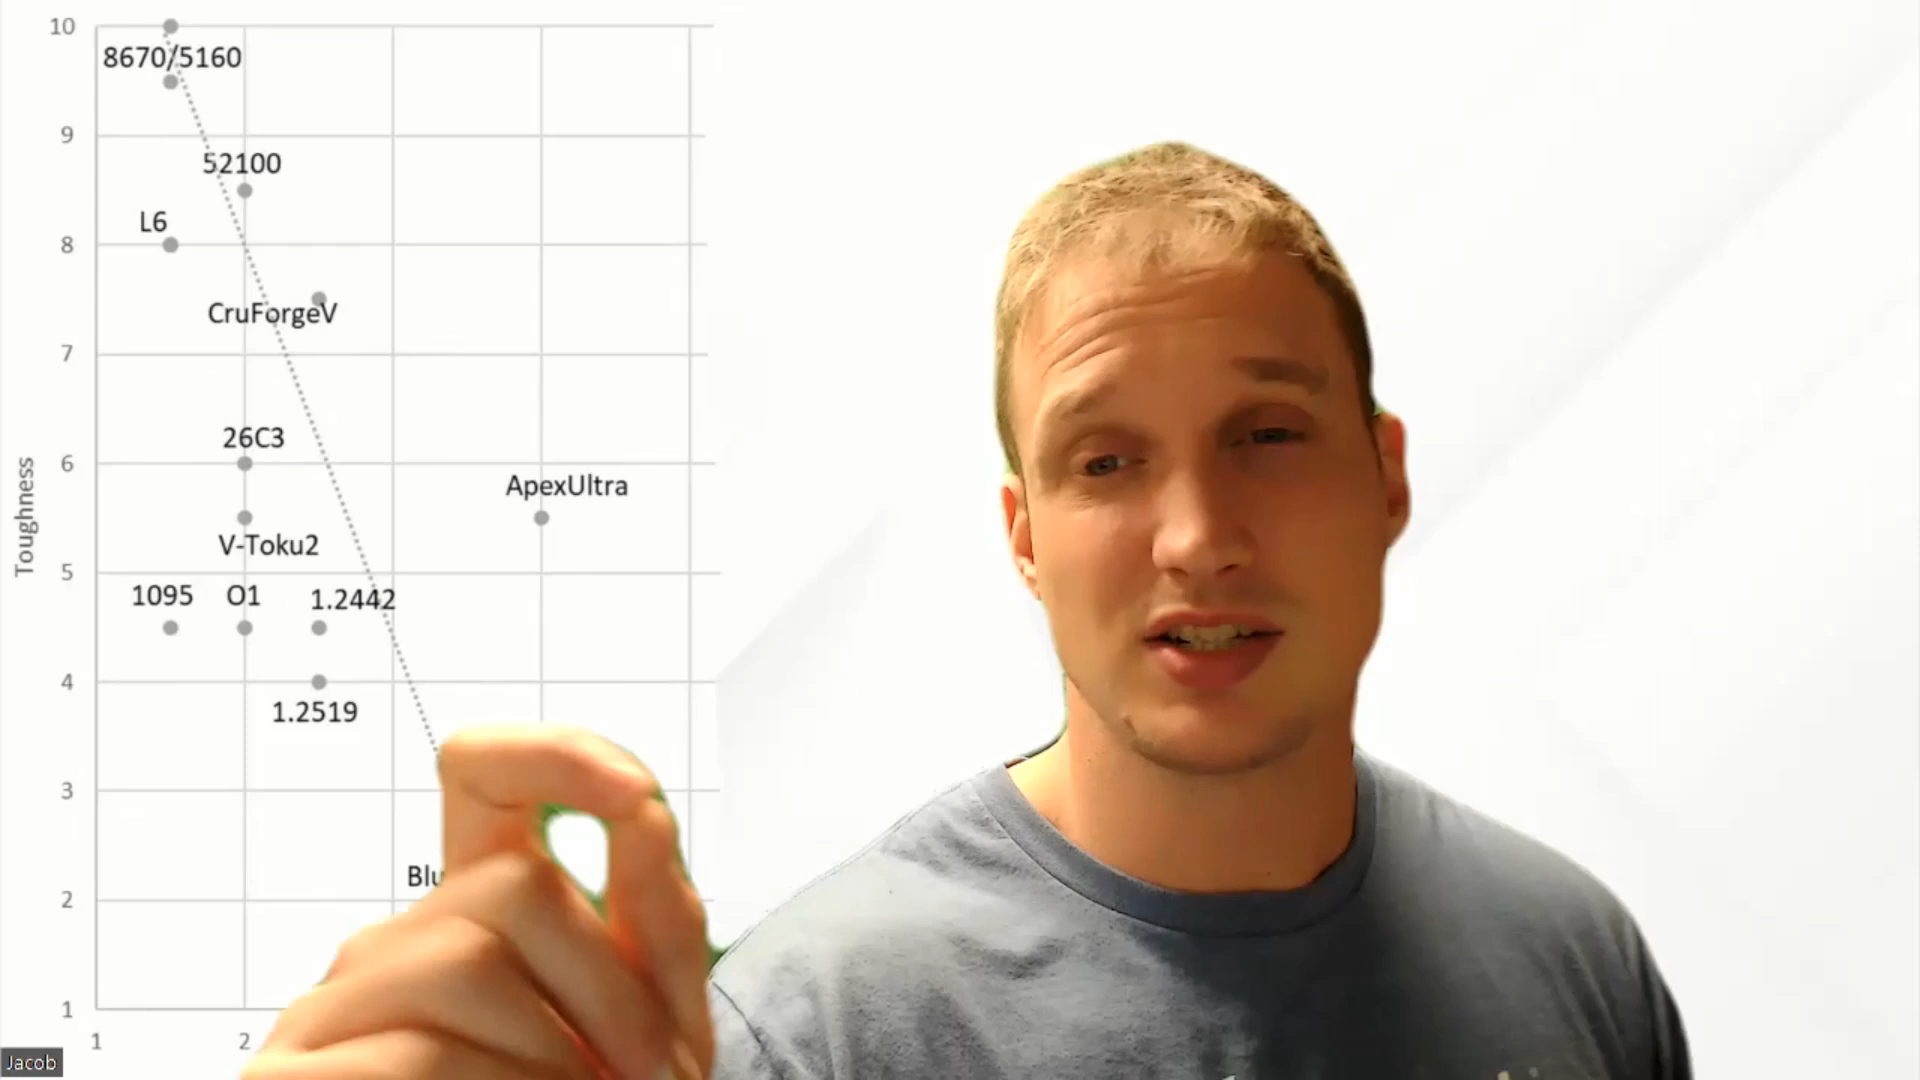 10
8670/5160
9
52100
L6
8
CruForgeV
7
26C3
6
ApexUltra
Toughness
V-Toku2
5
1095 O1 1.2442
4
1.2519
3
Blu
2
1
1 2
Jacob